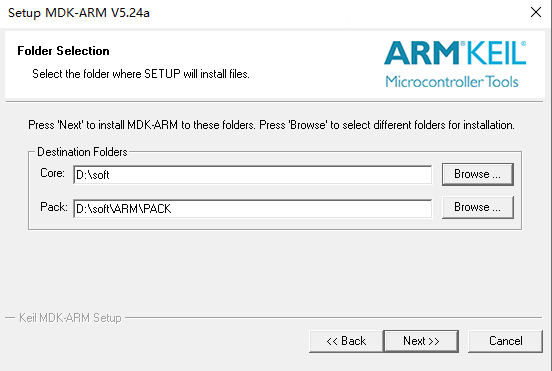 Setup MDK-ARM V5.24a
Folder Selection
Select the folder where SETUP will install files.
ARM®KEIL®
Microcontroller Tools
Press 'Next' to install MDK-ARM to these folders. Press 'Browse' to select different folders for installation.
Destination Folders
Core: D:\soft Browse ...
Pack: D:\soft\ARM\PACK Browse ...
Keil MDK-ARM Setup
<< Back Next >> Cancel